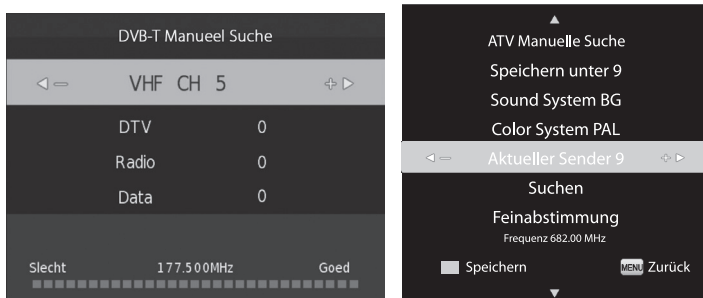 DVB-T Manueel Suche
VHF CH 5
DTV 0
Radio 0
Data 0
Slecht 177.500MHz Goed
ATV Manuelle Suche
Speichern unter 9
Sound System BG
Color System PAL
Aktueller Sender 9
Suchen
Feinabstimmung
Frequenz 682.00 MHz
Speichern MENU Zurück